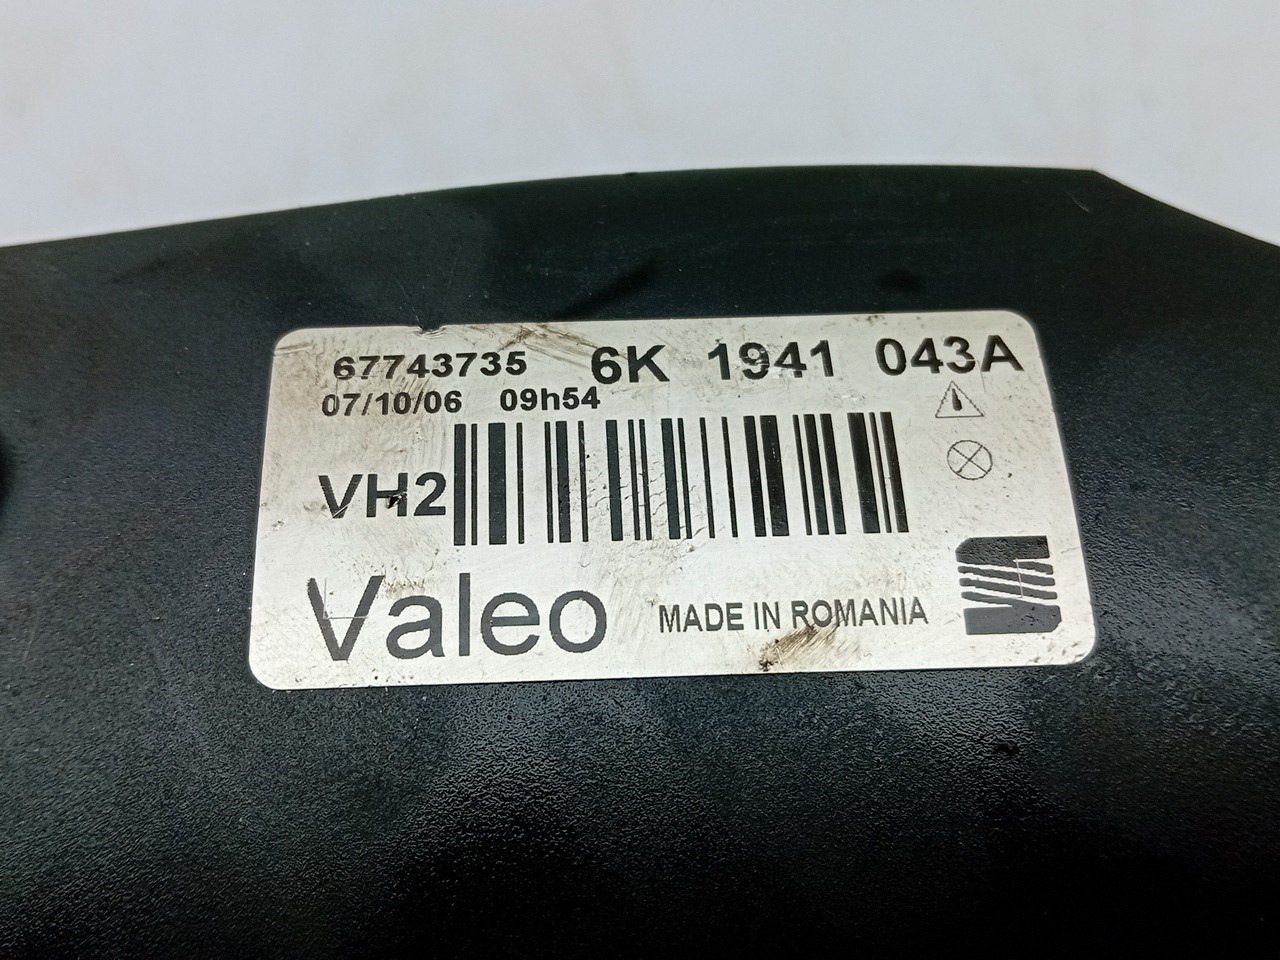 67743735 6K 1941 043A
07/10/06 09h54
VH2
Valeo MADE IN ROMANIA